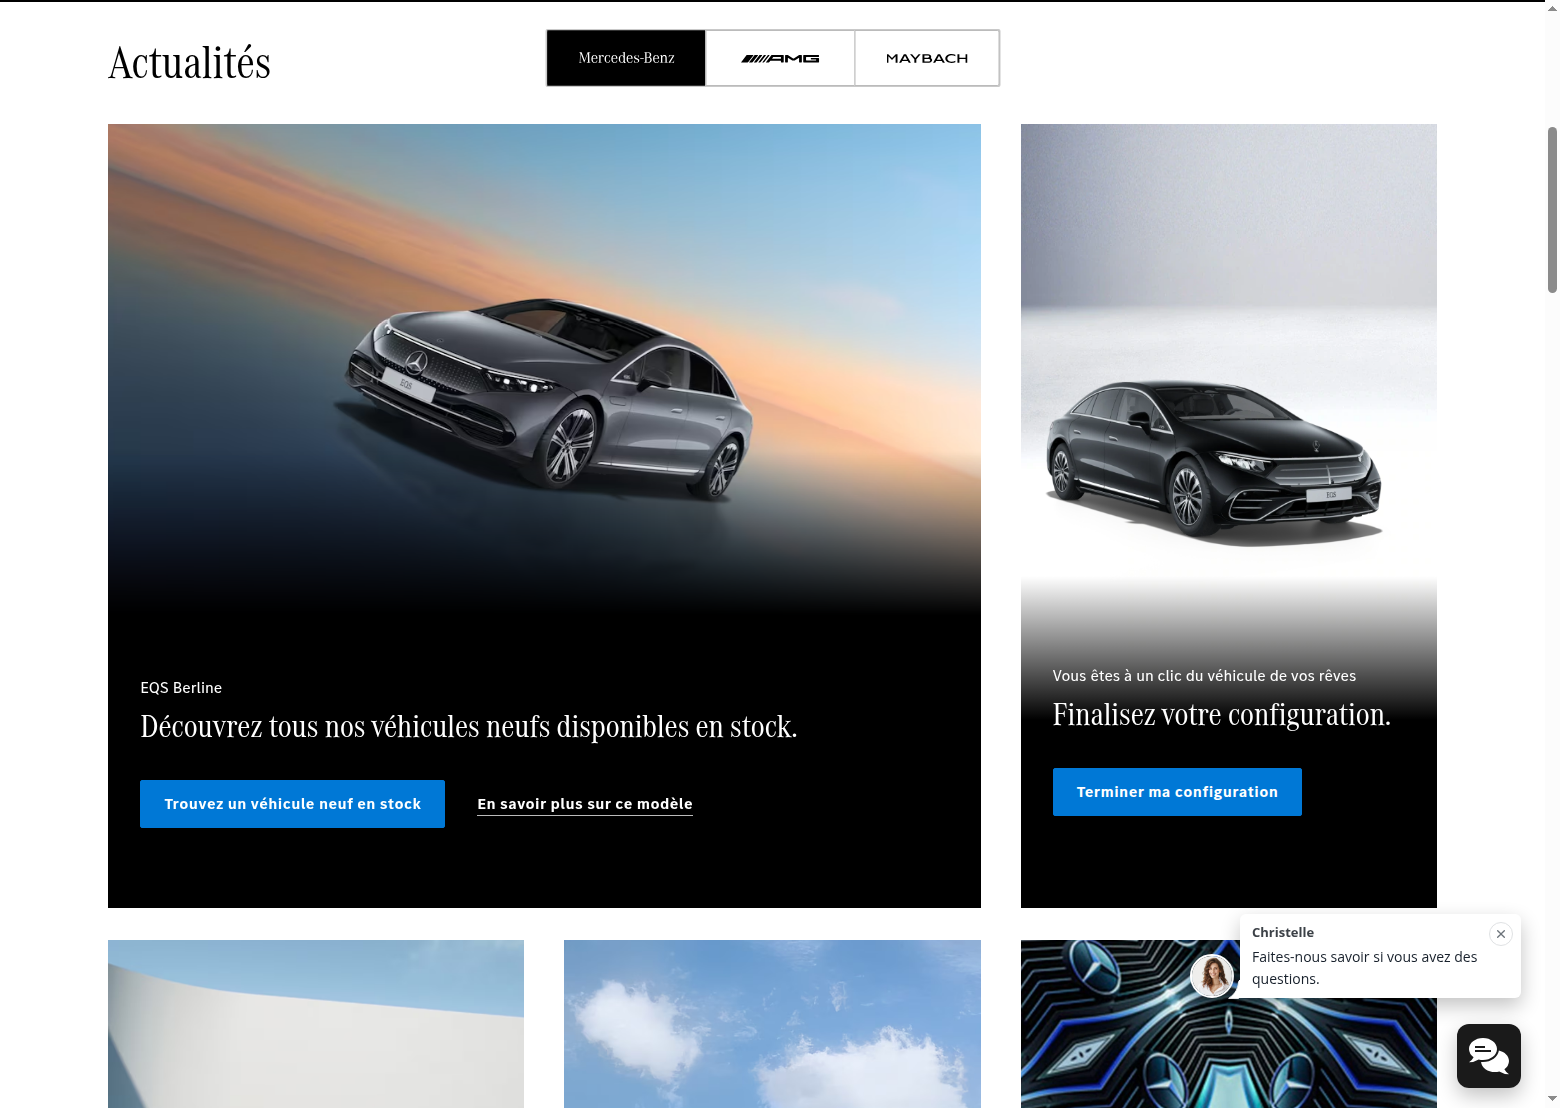 Actualités
Mercedes-Benz
AMG
MAYBACH
EQS
EQS
EQS Berline
Découvrez tous nos véhicules neufs disponibles en stock.
Trouvez un véhicule neuf en stock
En savoir plus sur ce modèle
Vous êtes à un clic du véhicule de vos rêves
Finalisez votre configuration.
Terminer ma configuration
Christelle
Faites-nous savoir si vous avez des
questions.